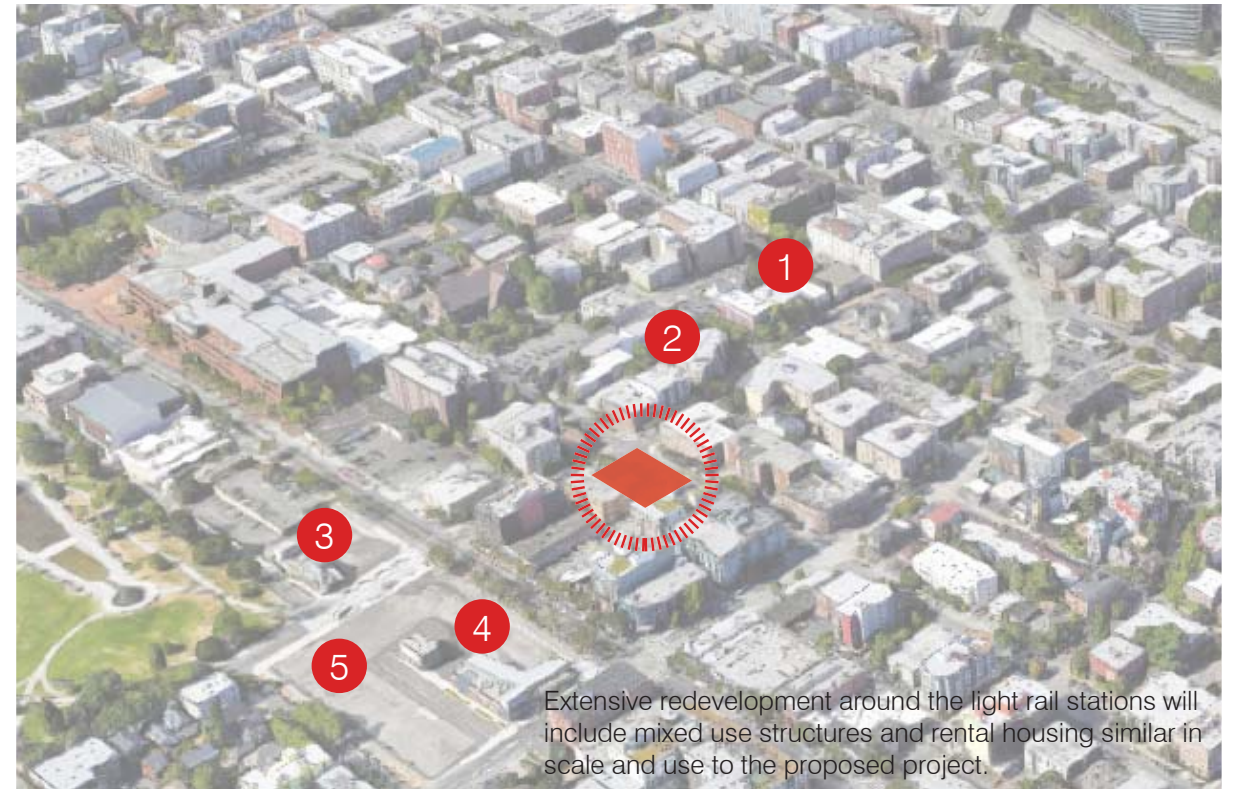 1
2
3
4
5
Extensive redevelopment around the light rail stations will
include mixed use structures and rental housing similar in
scale and use to the proposed project.